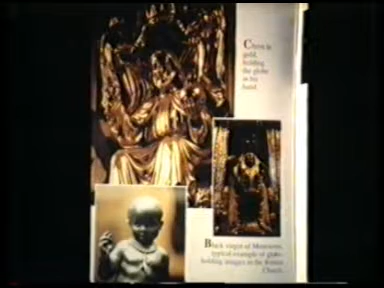 Christ in
gold,
holding
the globe
in his
hand.
Black virgin of Montserrat,
typical example of globe-
holding images in the Roman
Church.